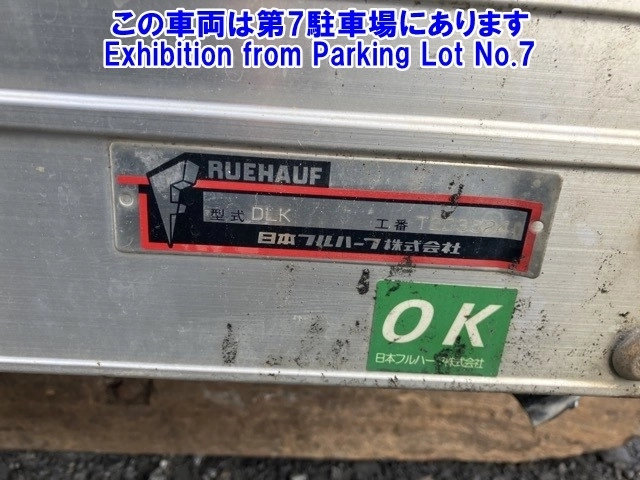 この車両は第7駐車場にあります
Exhibition from Parking Lot No.7
RUEHAUF
型式 DLK 工番
日本フルハーフ株式会社
OK
日本フルハーフ株式会社